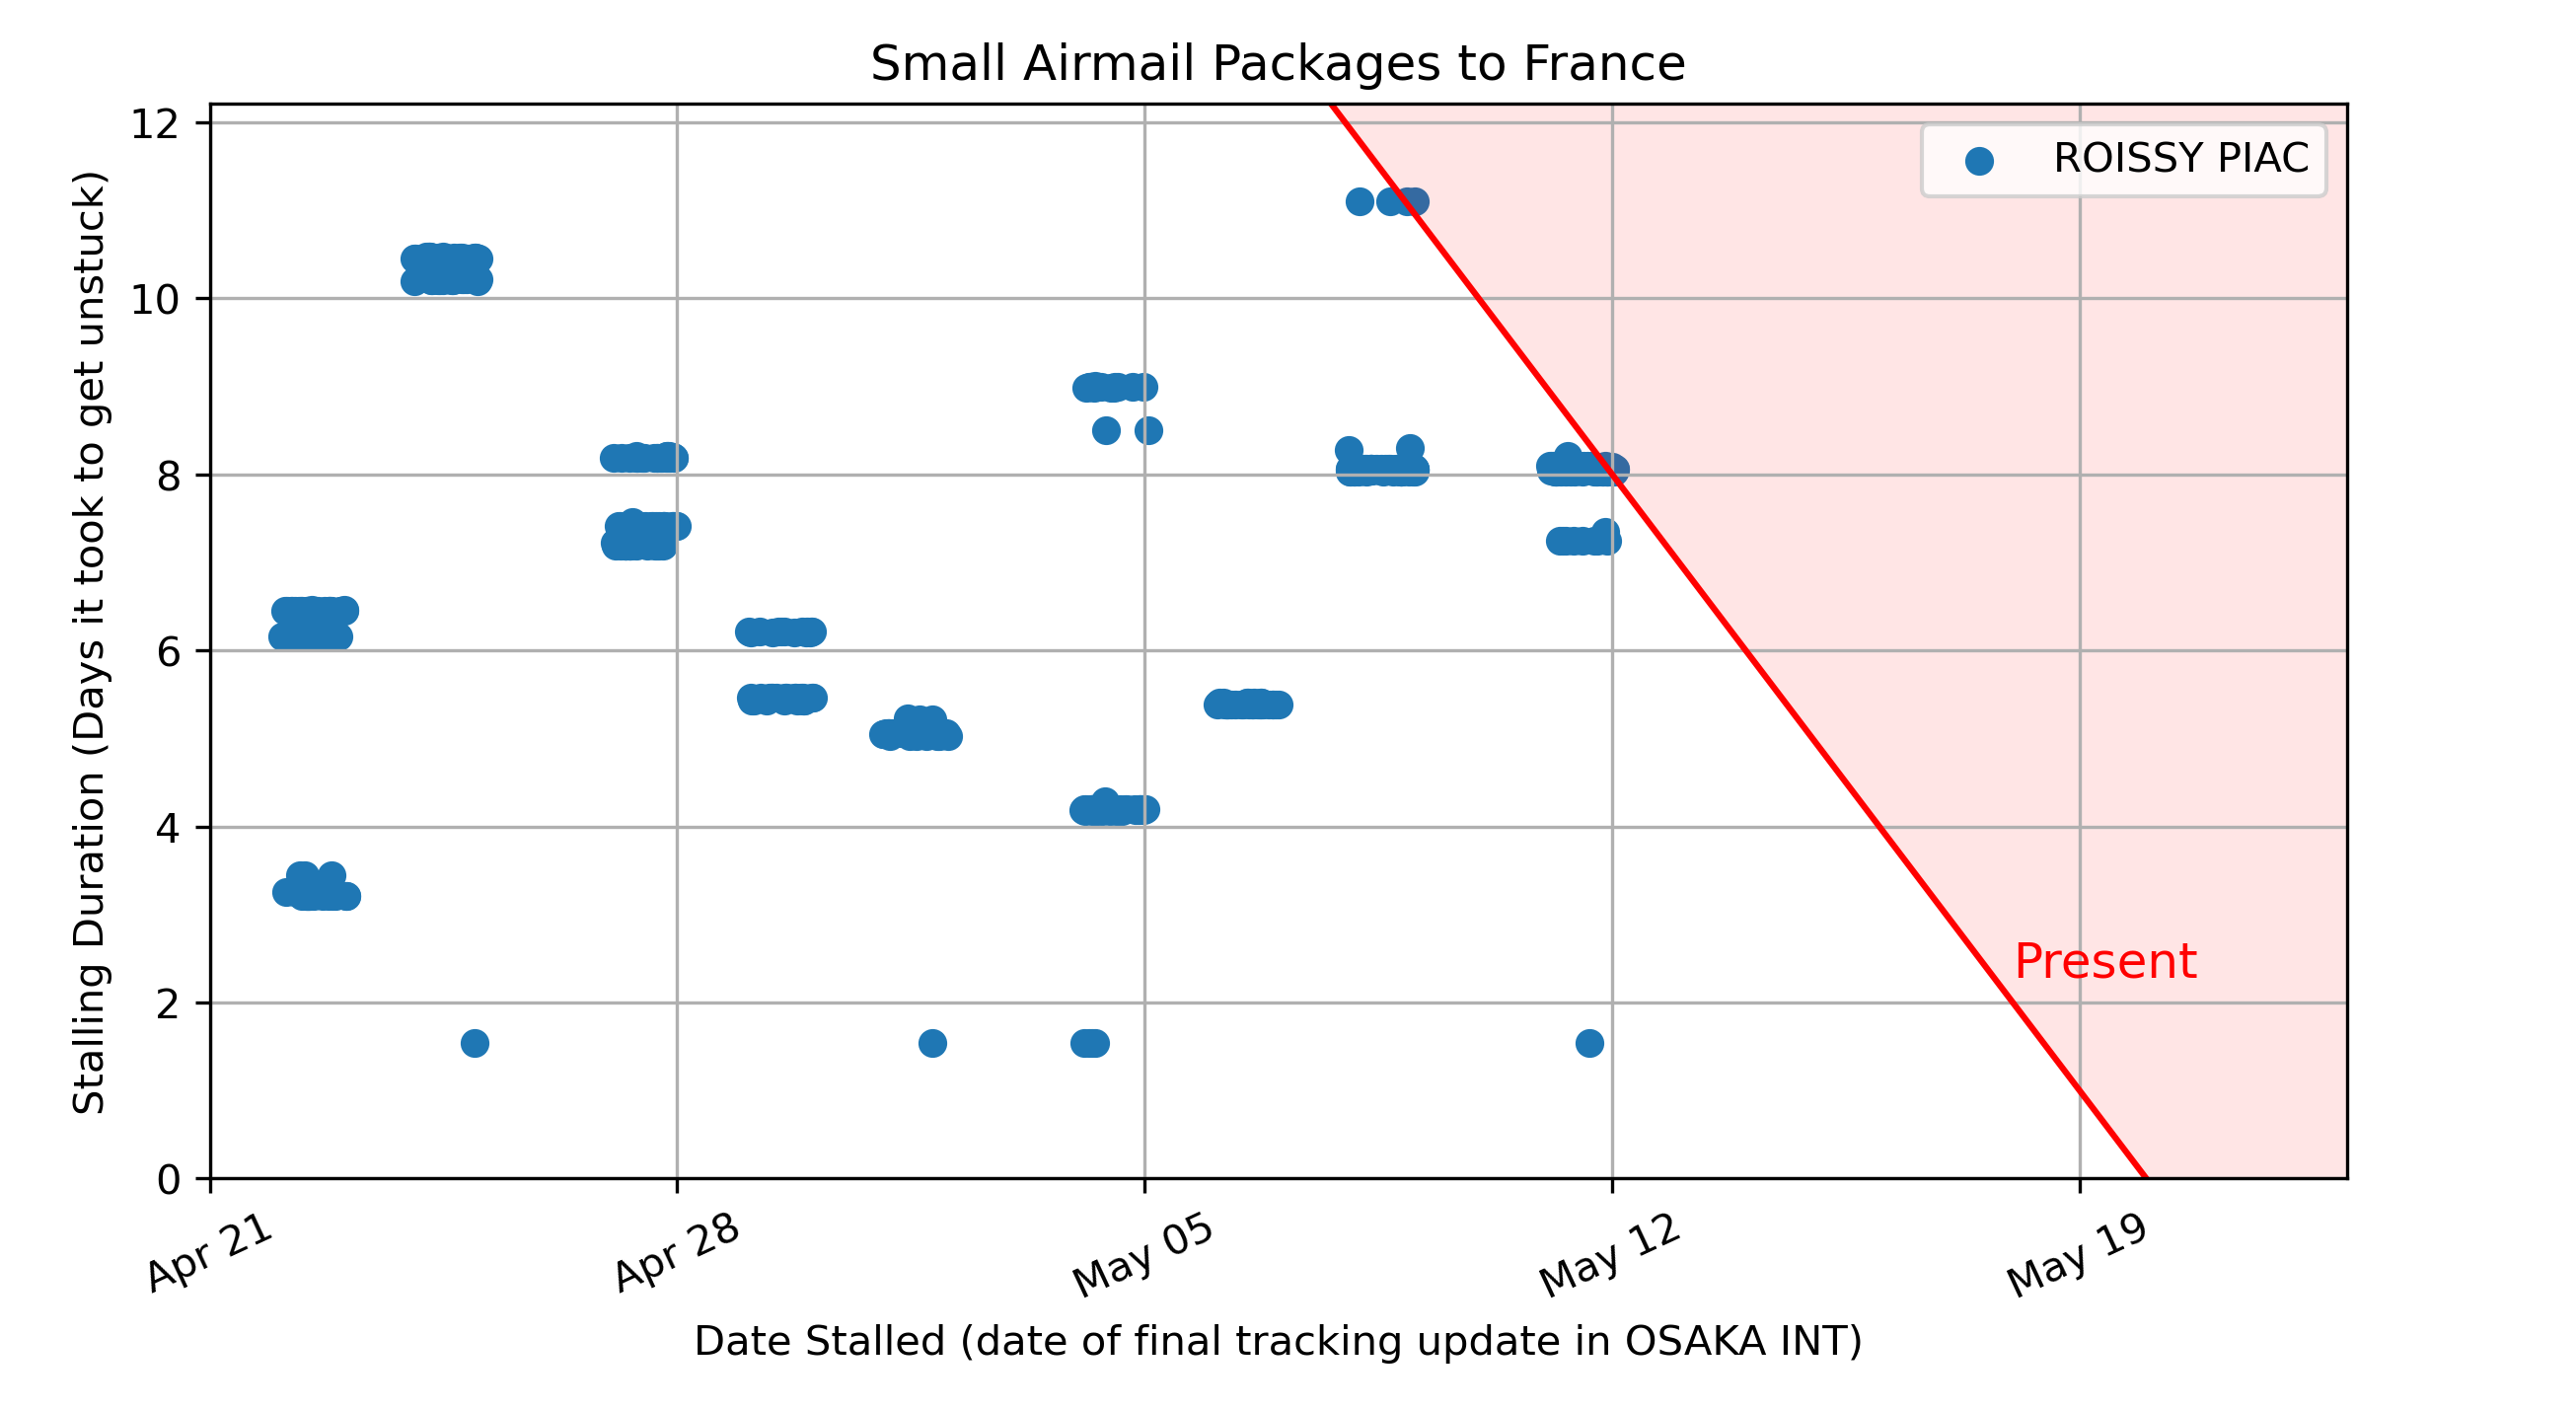 Small Airmail Packages to France
Stalling Duration (Days it took to get unstuck)
12
10
8
6
4
2
0
ROISSY PIAC
Present
Apr 21
Apr 28
May 05
May 12
May 19
Date Stalled (date of final tracking update in OSAKA INT)